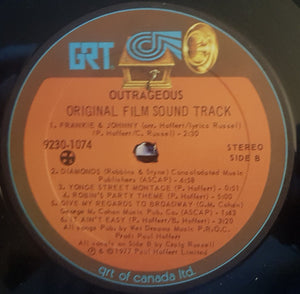 GRT
OUTRAGEOUS
ORIGINAL FILM SOUND TRACK
1. FRANKIE & JOHNNY (arr. Hoffert/lyrics Russell)
(P. Hoffert/C. Russell) - 2:30
9230-1074
STEREO
SIDE B
2. DIAMONDS (Robbins & Styne) Consolidated Music
Publishers (ASCAP) - 4:58
3. YONGE STREET MONTAGE (P. Hoffert) - 0:51
4. ROBIN'S PARTY THEME (P. Hoffert)
5. GIVE MY REGARDS TO BROADWAY (G.M. Cohan)
George M. Cohan Music Pub. Co. (ASCAP) - 1:43
6. IT AIN'T EASY (P. Hoffert/B. Hoffert) - 3:20
All songs Pub. by Wet Dreams Music P.R.O.C.
Prod: Paul Hoffert
All vocals on Side B by Craig Russell
℗ © 1977 Paul Hoffert Limited
grt of canada ltd.